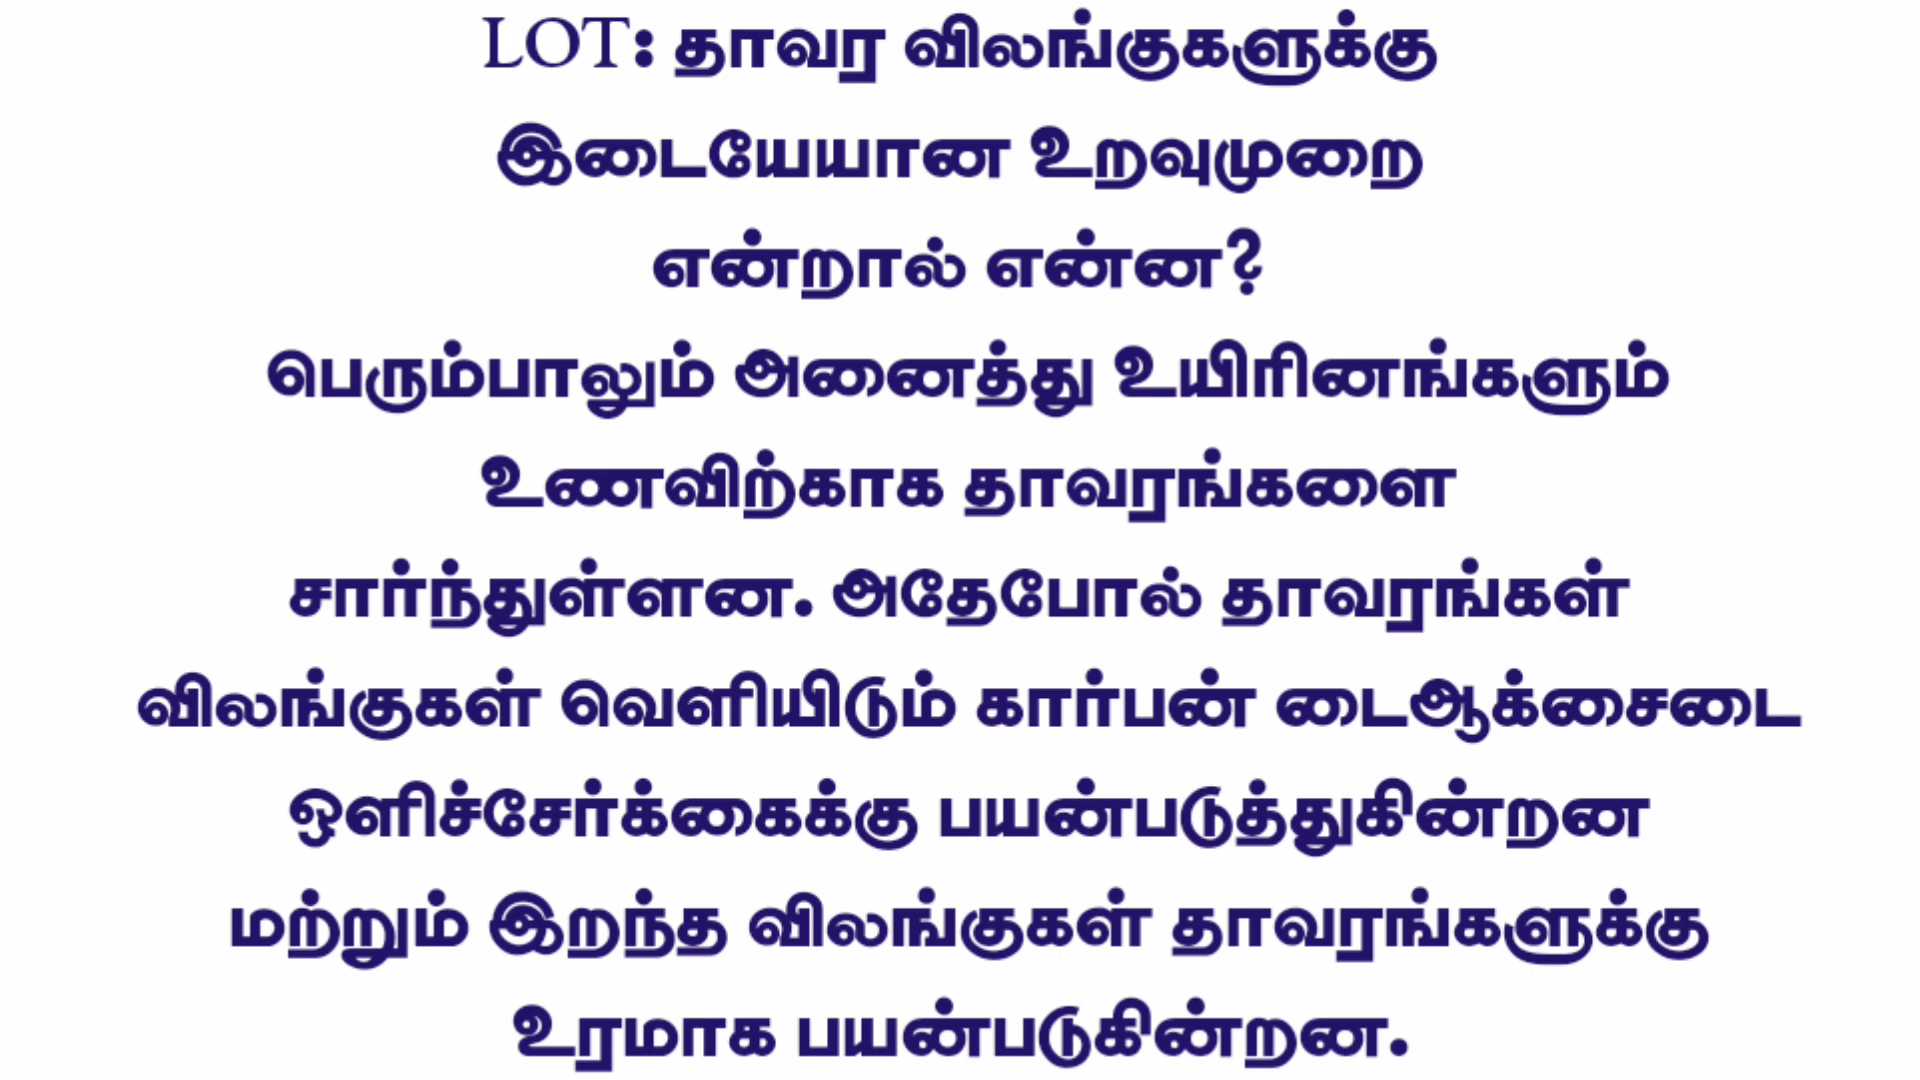 LOT: தாவர விலங்குகளுக்கு
இடையேயான உறவுமுறை
என்றால் என்ன?
பெரும்பாலும் அனைத்து உயிரினங்களும்
உணவிற்காக தாவரங்களை
சார்ந்துள்ளன. அதேபோல் தாவரங்கள்
விலங்குகள் வெளியிடும் கார்பன் டைஆக்சைடை
ஒளிச்சேர்க்கைக்கு பயன்படுத்துகின்றன
மற்றும் இறந்த விலங்குகள் தாவரங்களுக்கு
உரமாக பயன்படுகின்றன.